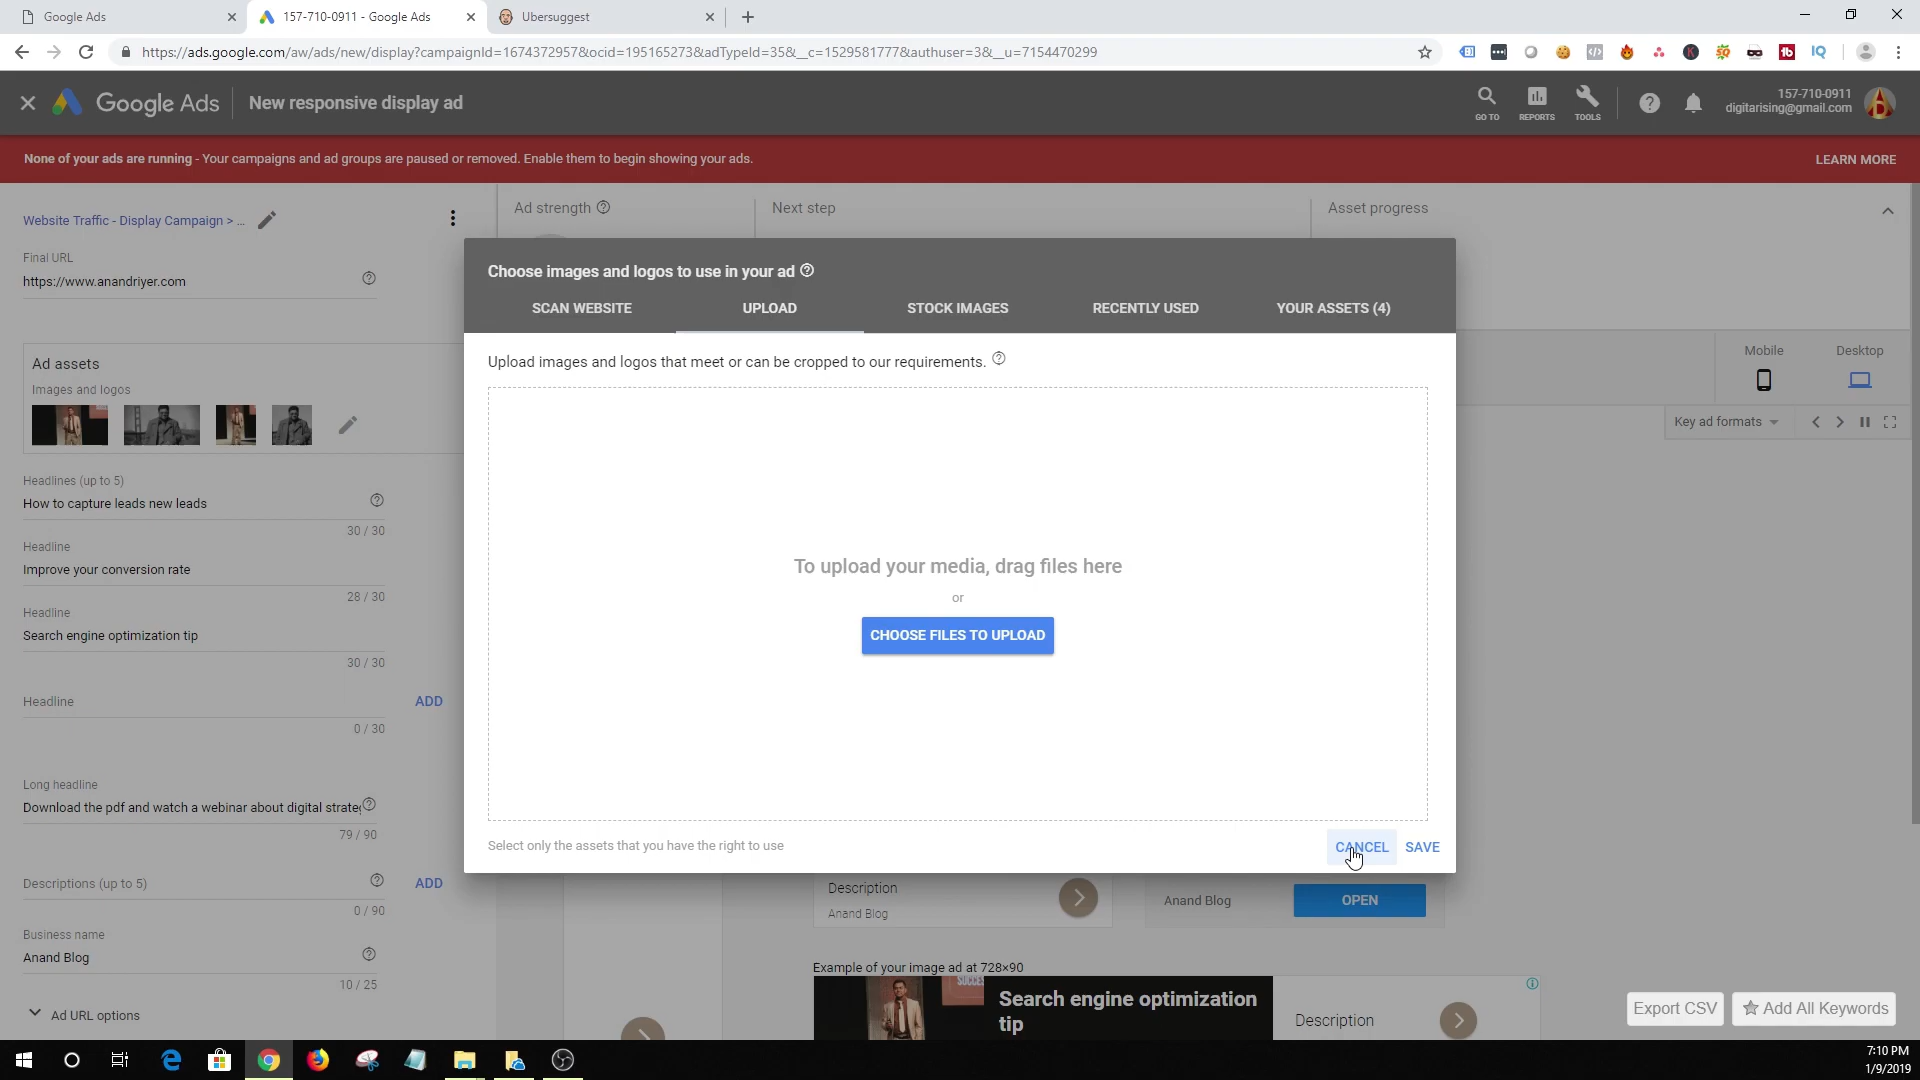 Google Ads
157-710-0911 - Google Ads
Ubersuggest
https://ads.google.com/aw/ads/new/display?campaignId=1674372957&ocid=195165273&adTypeId=35&__c=1529581777&authuser=3&__u=7154470299
Google Ads
New responsive display ad
GO TO
REPORTS
TOOLS
157-710-0911
digitarising@gmail.com
None of your ads are running - Your campaigns and ad groups are paused or removed. Enable them to begin showing your ads.
LEARN MORE
Website Traffic - Display Campaign > ...
Ad strength
Next step
Asset progress
Final URL
https://www.anandriyer.com
Choose images and logos to use in your ad
SCAN WEBSITE
UPLOAD
STOCK IMAGES
RECENTLY USED
YOUR ASSETS (4)
Upload images and logos that meet or can be cropped to our requirements.
To upload your media, drag files here
or
CHOOSE FILES TO UPLOAD
Select only the assets that you have the right to use
CANCEL
SAVE
Mobile
Desktop
Key ad formats
Ad assets
Images and logos
Headlines (up to 5)
How to capture leads new leads
30 / 30
Headline
Improve your conversion rate
28 / 30
Headline
Search engine optimization tip
30 / 30
Headline
ADD
0 / 30
Long headline
Download the pdf and watch a webinar about digital strate
79 / 90
Descriptions (up to 5)
ADD
0 / 90
Business name
Anand Blog
10 / 25
Ad URL options
Description
Anand Blog
Anand Blog
OPEN
Example of your image ad at 728×90
Search engine optimization
tip
Description
Export CSV
Add All Keywords
7:10 PM
1/9/2019